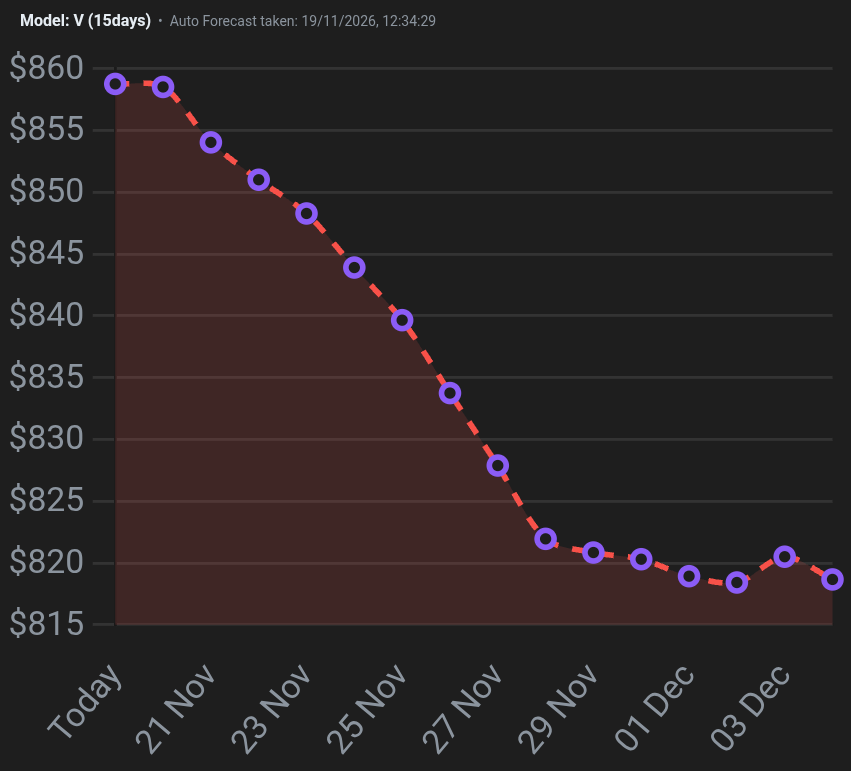 Model: V (15days) • Auto Forecast taken: 19/11/2026, 12:34:29
$860
$855
$850
$845
$840
$835
$830
$825
$820
$815
Today
21 Nov
23 Nov
25 Nov
27 Nov
29 Nov
01 Dec
03 Dec